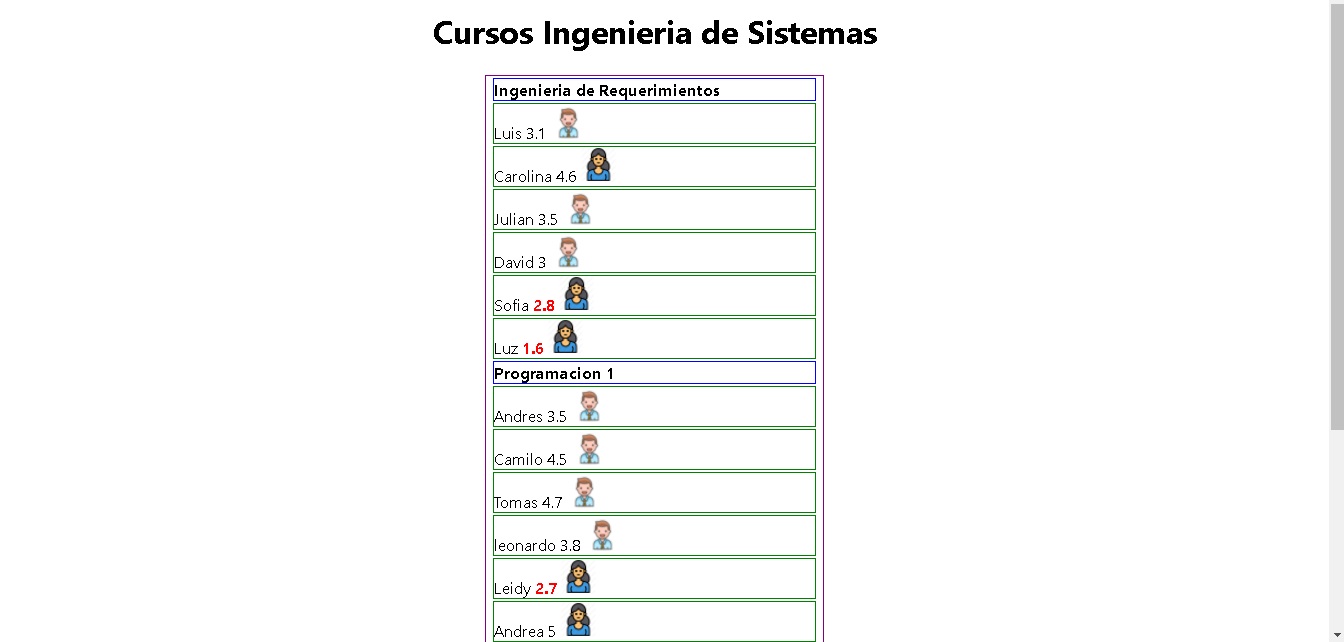 Cursos Ingenieria de Sistemas
Ingenieria de Requerimientos
Luis 3.1
Carolina 4.6
Julian 3.5
David 3
Sofia 2.8
Luz 1.6
Programacion 1
Andres 3.5
Camilo 4.5
Tomas 4.7
leonardo 3.8
Leidy 2.7
Andrea 5